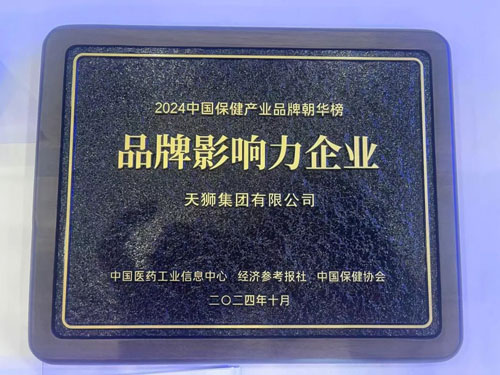 2024中国保健产业品牌朝华榜
品牌影响力企业
天狮集团有限公司
中国医药工业信息中心 经济参考报社 中国保健协会
二〇二四年十月